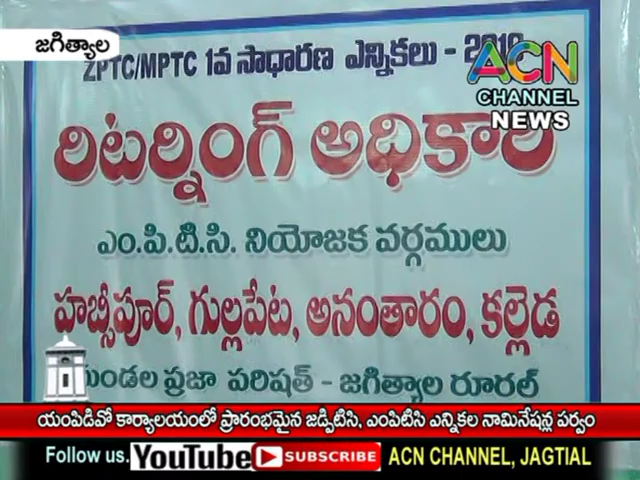 జగిత్యాల
ZPTC/MPTC 1వ సాధారణ ఎన్నికలు - 2019
ACN
CHANNEL
NEWS
రిటర్నింగ్ అధికారి
ఎం.పి.టి.సి. నియోజక వర్గములు
హబ్సీపూర్, గుల్లపేట, అనంతారం, కల్లెడ
మండల ప్రజా పరిషత్ - జగిత్యాల రూరల్
యంపిడివో కార్యాలయంలో ప్రారంభమైన జడ్పిటిసి, ఎంపిటిసి ఎన్నికల నామినేషన్ల పర్వం
Follow us. YouTube SUBSCRIBE ACN CHANNEL, JAGTIAL